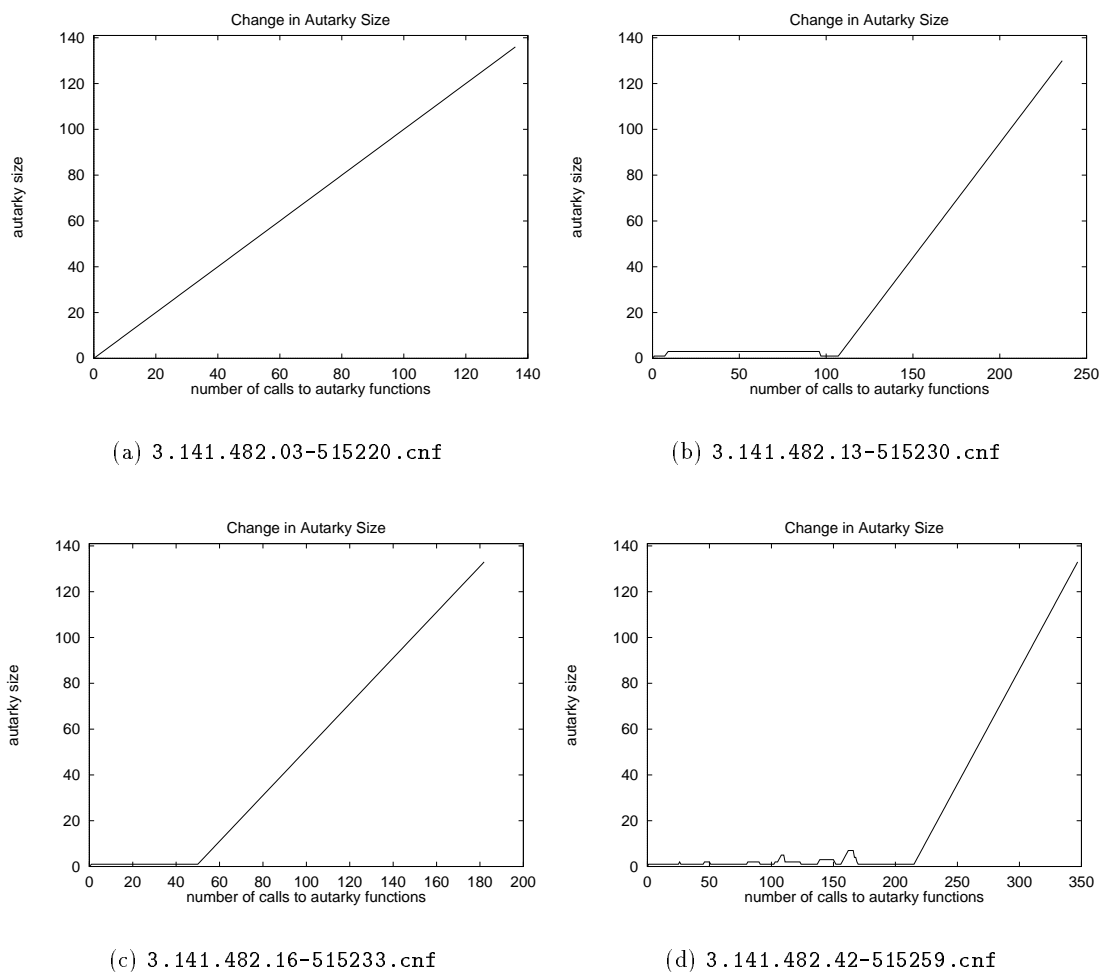 Change in Autarky Size
140
120
100
80
60
40
20
0
autarky size
0 20 40 60 80 100 120 140
number of calls to autarky functions
(a) 3.141.482.03-515220.cnf
Change in Autarky Size
140
120
100
80
60
40
20
0
autarky size
0 50 100 150 200 250
number of calls to autarky functions
(b) 3.141.482.13-515230.cnf
Change in Autarky Size
140
120
100
80
60
40
20
0
autarky size
0 20 40 60 80 100 120 140 160 180 200
number of calls to autarky functions
(c) 3.141.482.16-515233.cnf
Change in Autarky Size
140
120
100
80
60
40
20
0
autarky size
0 50 100 150 200 250 300 350
number of calls to autarky functions
(d) 3.141.482.42-515259.cnf